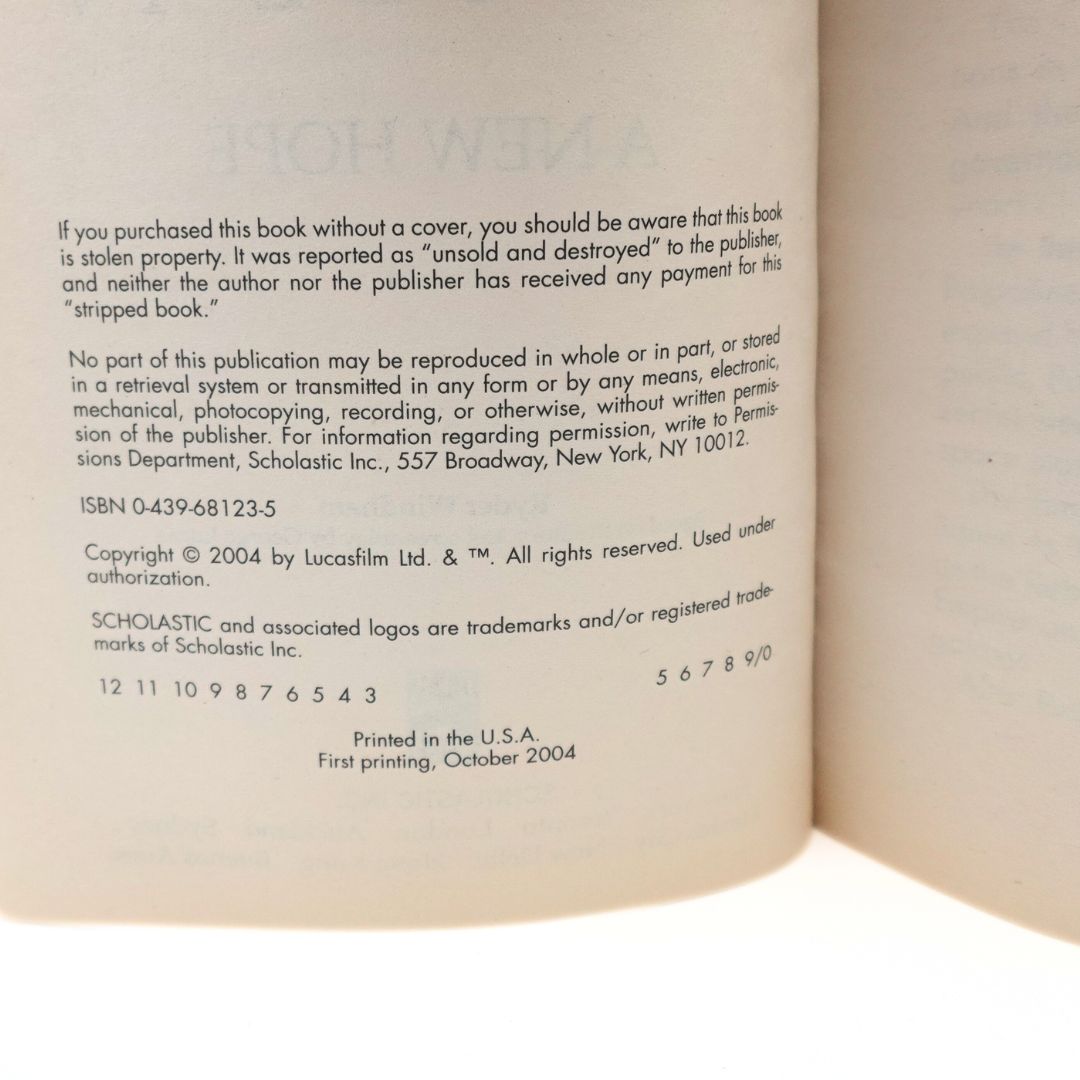 If you purchased this book without a cover, you should be aware that this book
is stolen property. It was reported as “unsold and destroyed” to the publisher,
and neither the author nor the publisher has received any payment for this
“stripped book.”
No part of this publication may be reproduced in whole or in part, or stored
in a retrieval system or transmitted in any form or by any means, electronic,
mechanical, photocopying, recording, or otherwise, without written permis-
sion of the publisher. For information regarding permission, write to Permis-
sions Department, Scholastic Inc., 557 Broadway, New York, NY 10012.
ISBN 0-439-68123-5
Copyright © 2004 by Lucasfilm Ltd. & ™. All rights reserved. Used under
authorization.
SCHOLASTIC and associated logos are trademarks and/or registered trade-
marks of Scholastic Inc.
12 11 10 9 8 7 6 5 4 3 5 6 7 8 9/0
Printed in the U.S.A.
First printing, October 2004